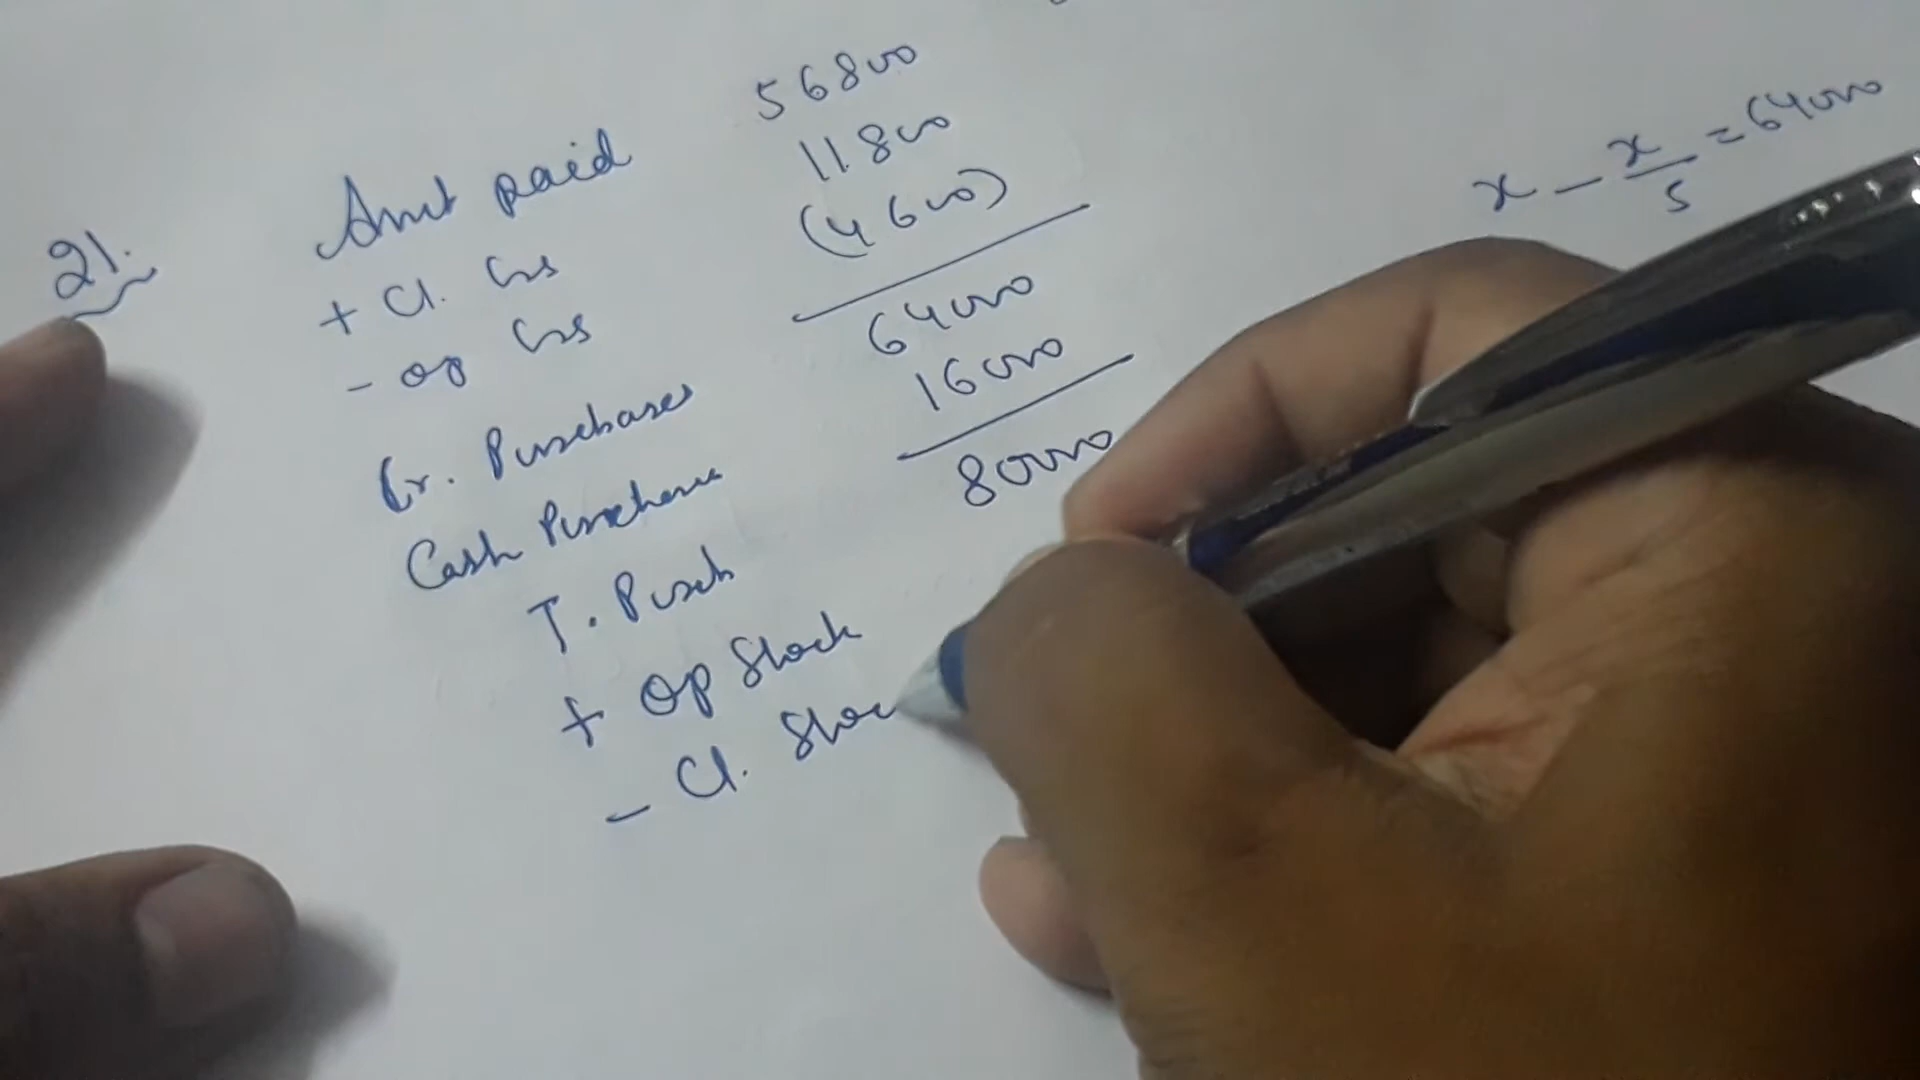 21. Amt paid 56800
+ Cl. Crs 11800
- op Crs (4600)
Cr. Purchases 64000
Cash Purchases 16000
T. Purch 80000
+ Op Stock
- Cl. Stoc
x - x/5 = 64000